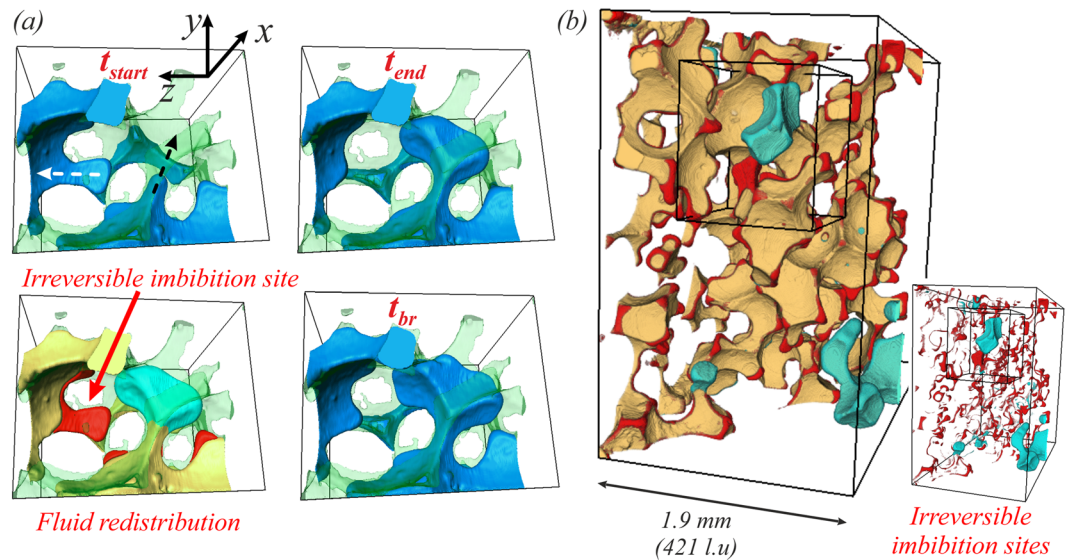 (a)
y
x
z
t_start
t_end
Irreversible imbibition site
t_br
Fluid redistribution
(b)
1.9 mm
(421 l.u)
Irreversible
imbibition sites